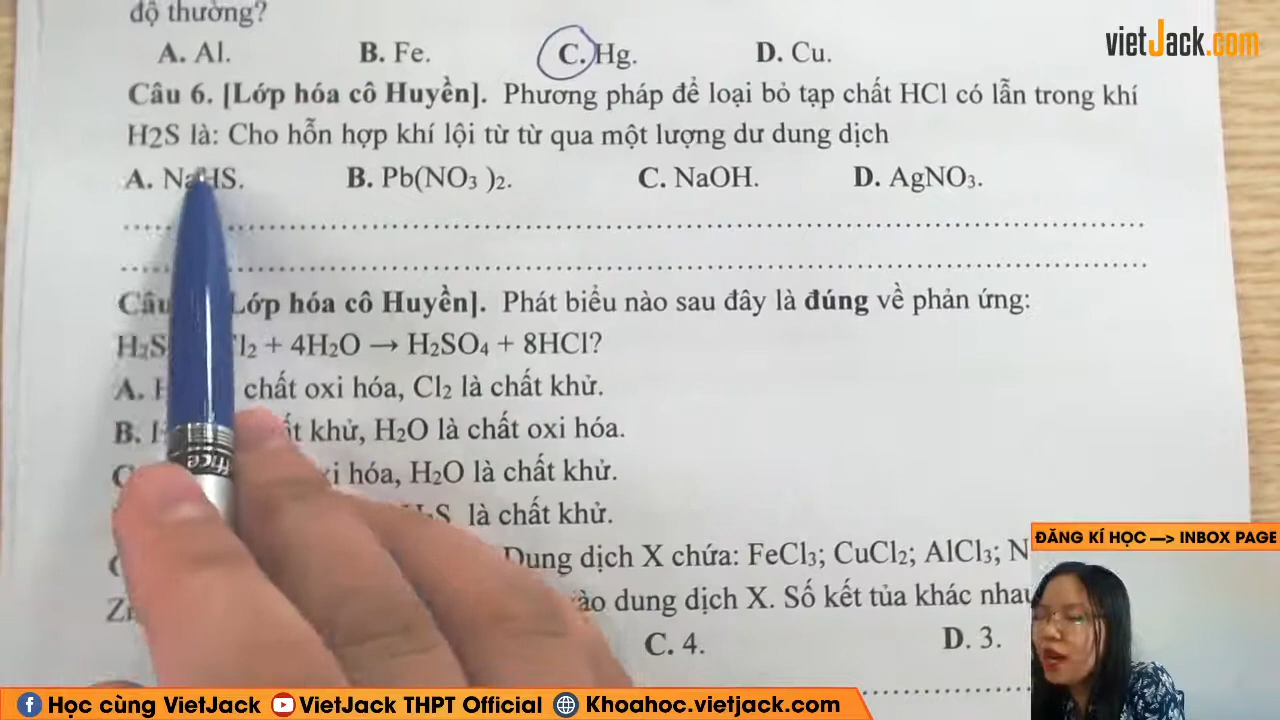 độ thường?
A. Al. B. Fe. C. Hg. D. Cu.
Câu 6. [Lớp hóa cô Huyền]. Phương pháp để loại bỏ tạp chất HCl có lẫn trong khí
H2S là: Cho hỗn hợp khí lội từ từ qua một lượng dư dung dịch
A. NaHS. B. Pb(NO₃ )₂. C. NaOH. D. AgNO₃.
Câu Lớp hóa cô Huyền]. Phát biểu nào sau đây là đúng về phản ứng:
H₂S l₂ + 4H₂O → H₂SO₄ + 8HCl?
A. chất oxi hóa, Cl₂ là chất khử.
B. khử, H₂O là chất oxi hóa.
hóa, H₂O là chất khử.
là chất khử.
Dung dịch X chứa: FeCl₃; CuCl₂; AlCl₃; N
dung dịch X. Số kết tủa khác
C. 4. D. 3.
vietJack.com
ĐĂNG KÍ HỌC —> INBOX PAGE
Học cùng VietJack VietJack THPT Official Khoahoc.vietjack.com